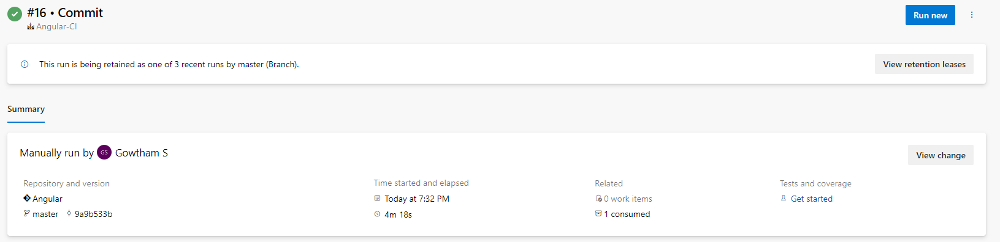 #16 • Commit
Run new
Angular-CI
This run is being retained as one of 3 recent runs by master (Branch).
View retention leases
Summary
Manually run by GS Gowtham S
View change
Repository and version
Angular
master 9a9b533b
Time started and elapsed
Today at 7:32 PM
4m 18s
Related
0 work items
1 consumed
Tests and coverage
Get started